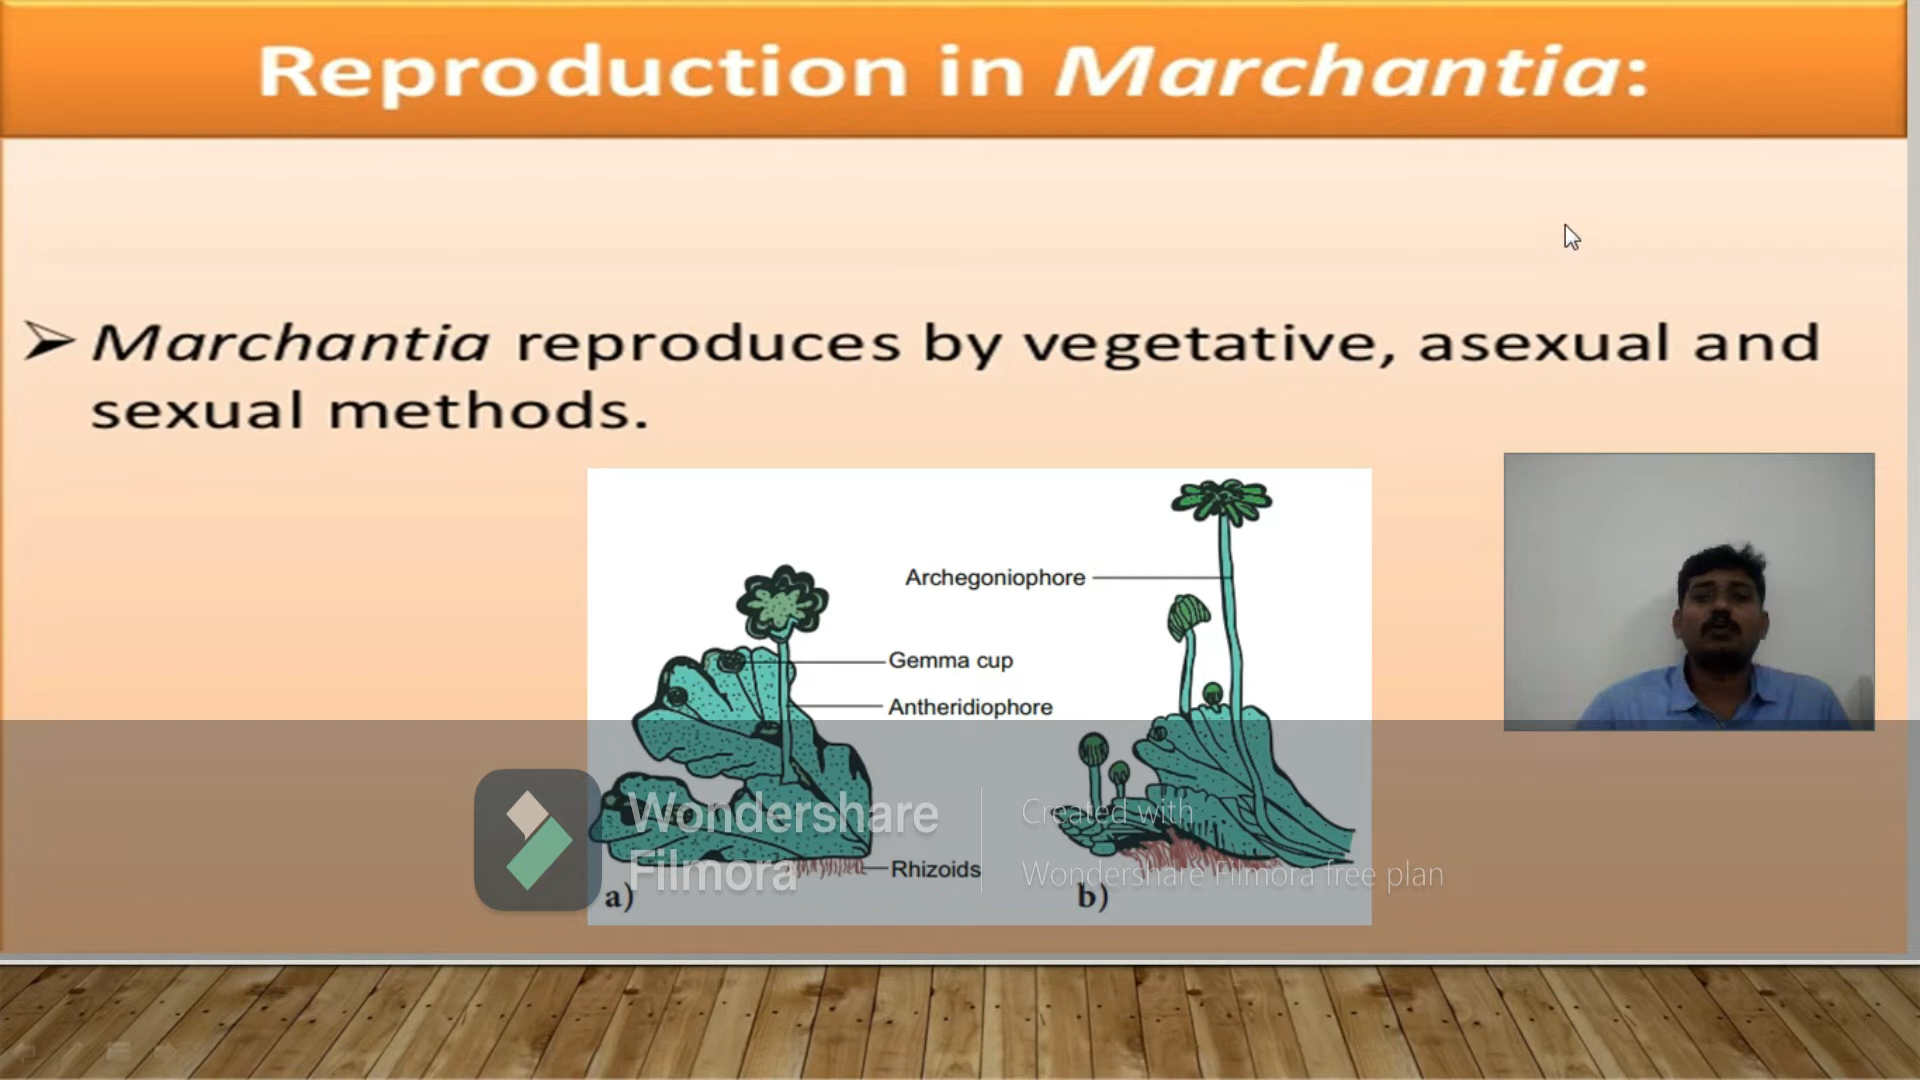 Reproduction in Marchantia:
➢ Marchantia reproduces by vegetative, asexual and
sexual methods.
Archegoniophore
Gemma cup
Antheridiophore
Rhizoids
a)
b)
Wondershare
Filmora
Created with
Wondershare Filmora free plan